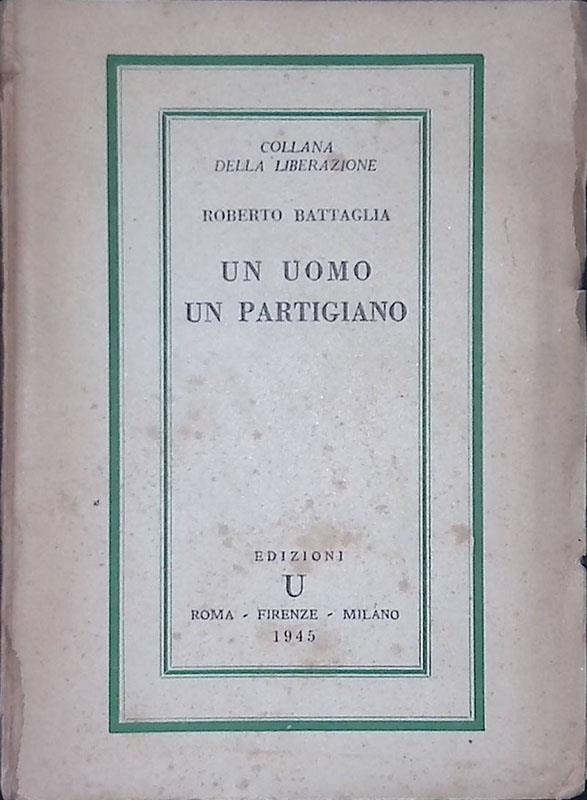 COLLANA
DELLA LIBERAZIONE
ROBERTO BATTAGLIA
UN UOMO
UN PARTIGIANO
EDIZIONI
U
ROMA - FIRENZE - MILANO
1945